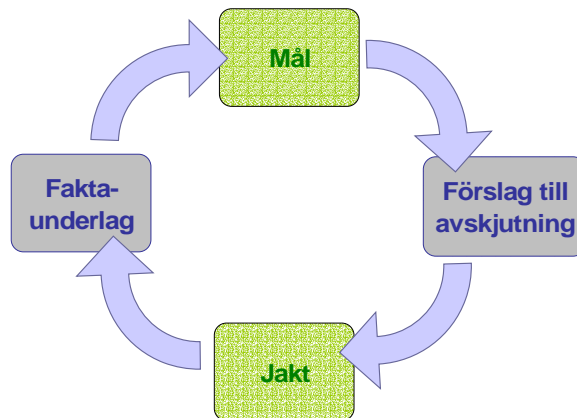 Mål
Förslag till
avskjutning
Jakt
Fakta-
underlag